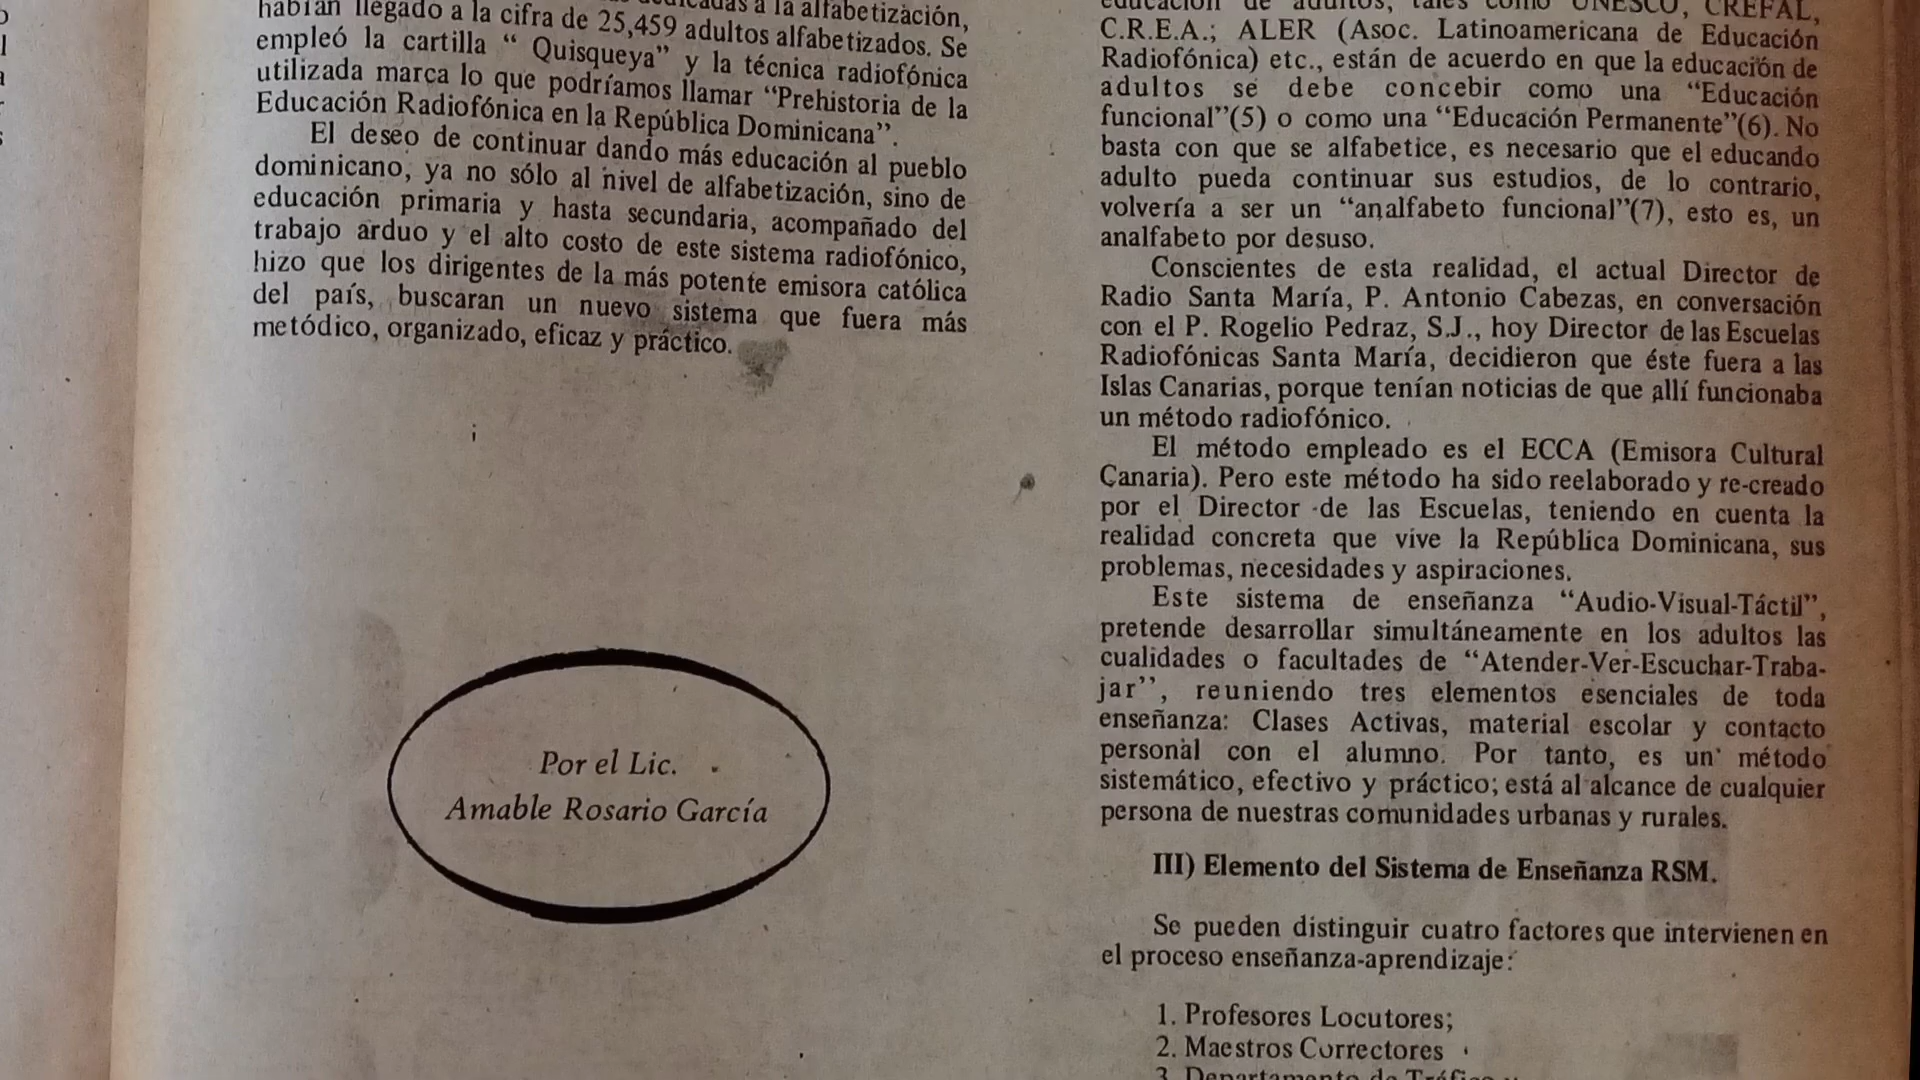 habían llegado a la cifra de 25,459 adultos alfabetizados. Se
empleó la cartilla “ Quisqueya” y la técnica radiofónica
utilizada marca lo que podríamos llamar “Prehistoria de la
Educación Radiofónica en la República Dominicana”.
El deseo de continuar dando más educación al pueblo
dominicano, ya no sólo al nivel de alfabetización, sino de
educación primaria y hasta secundaria, acompañado del
trabajo arduo y el alto costo de este sistema radiofónico,
hizo que los dirigentes de la más potente emisora católica
del país, buscaran un nuevo sistema que fuera más
metódico, organizado, eficaz y práctico.
Por el Lic.
Amable Rosario García
educación de adultos, tales como UNESCO, CREFAL,
C.R.E.A.; ALER (Asoc. Latinoamericana de Educación
Radiofónica) etc., están de acuerdo en que la educación de
adultos se debe concebir como una “Educación
funcional”(5) o como una “Educación Permanente”(6). No
basta con que se alfabetice, es necesario que el educando
adulto pueda continuar sus estudios, de lo contrario,
volvería a ser un “analfabeto funcional”(7), esto es, un
analfabeto por desuso.
Conscientes de esta realidad, el actual Director de
Radio Santa María, P. Antonio Cabezas, en conversación
con el P. Rogelio Pedraz, S.J., hoy Director de las Escuelas
Radiofónicas Santa María, decidieron que éste fuera a las
Islas Canarias, porque tenían noticias de que allí funcionaba
un método radiofónico.
El método empleado es el ECCA (Emisora Cultural
Canaria). Pero este método ha sido reelaborado y re-creado
por el Director de las Escuelas, teniendo en cuenta la
realidad concreta que vive la República Dominicana, sus
problemas, necesidades y aspiraciones.
Este sistema de enseñanza “Audio-Visual-Táctil”,
pretende desarrollar simultáneamente en los adultos las
cualidades o facultades de “Atender-Ver-Escuchar-Traba-
jar”, reuniendo tres elementos esenciales de toda
enseñanza: Clases Activas, material escolar y contacto
personal con el alumno. Por tanto, es un método
sistemático, efectivo y práctico; está al alcance de cualquier
persona de nuestras comunidades urbanas y rurales.
III) Elemento del Sistema de Enseñanza RSM.
Se pueden distinguir cuatro factores que intervienen en
el proceso enseñanza-aprendizaje:
1. Profesores Locutores;
2. Maestros Correctores
3. Departamento de Tráfico y